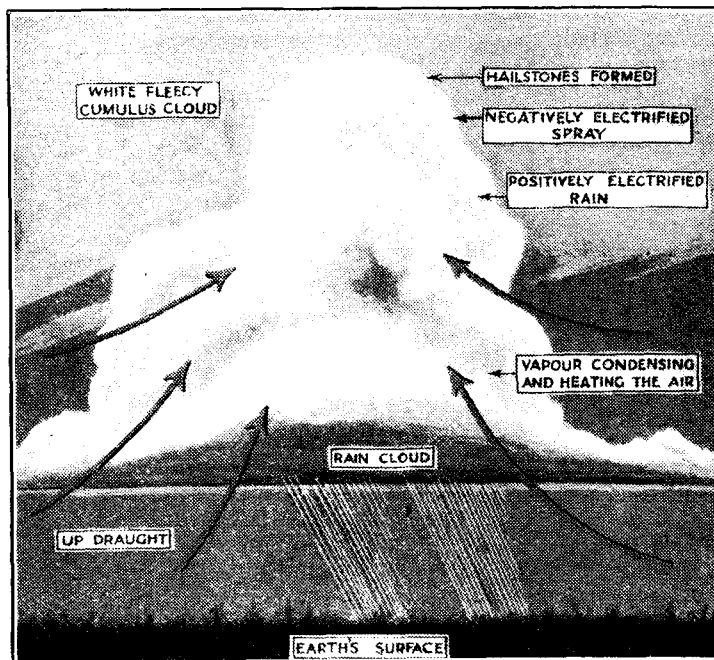 WHITE FLEECY
CUMULUS CLOUD
HAILSTONES FORMED
NEGATIVELY ELECTRIFIED
SPRAY
POSITIVELY ELECTRIFIED
RAIN
VAPOUR CONDENSING
AND HEATING THE AIR
RAIN CLOUD
UP DRAUGHT
EARTH'S SURFACE